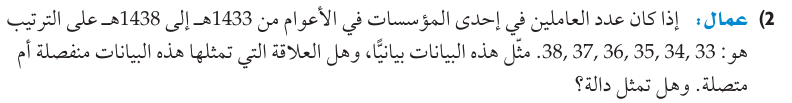 2) عمال: إذا كان عدد العاملين في إحدى المؤسسات في الأعوام من 1433هـ إلى 1438هـ على الترتيب
هو: 33 ,34 ,35 ,36 ,37 ,38. مثّل هذه البيانات بيانيًّا، وهل العلاقة التي تمثلها هذه البيانات منفصلة أم
متصلة. وهل تمثل دالة؟